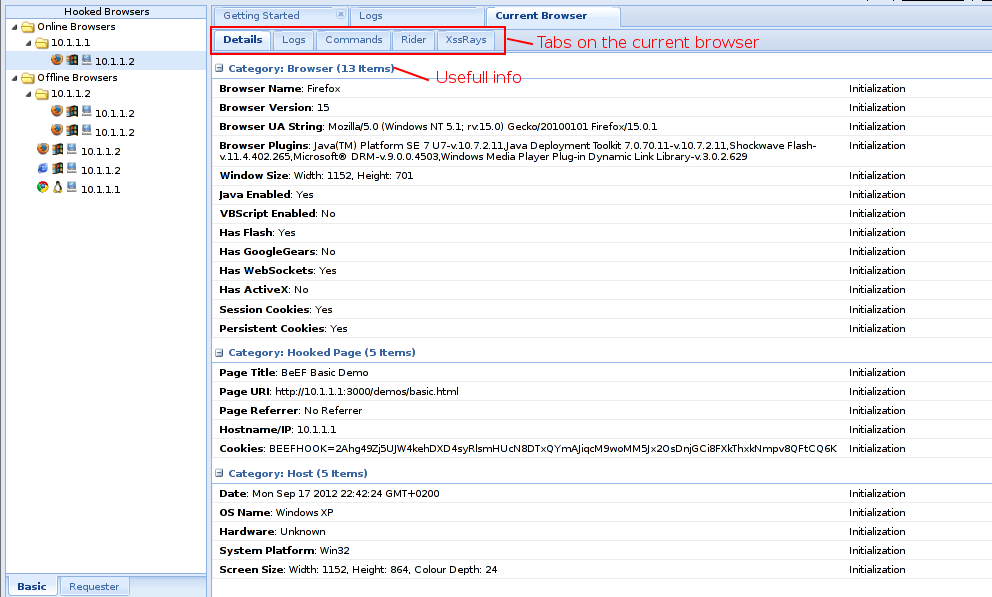 Hooked Browsers
Online Browsers
10.1.1.1
10.1.1.2
Offline Browsers
10.1.1.2
10.1.1.2
10.1.1.2
10.1.1.2
10.1.1.2
10.1.1.1
Basic Requester
Getting Started Logs Current Browser
Details Logs Commands Rider XssRays
Tabs on the current browser
Category: Browser (13 Items)
Usefull info
Browser Name: Firefox Initialization
Browser Version: 15 Initialization
Browser UA String: Mozilla/5.0 (Windows NT 5.1; rv:15.0) Gecko/20100101 Firefox/15.0.1 Initialization
Browser Plugins: Java(TM) Platform SE 7 U7-v.10.7.2.11,Java Deployment Toolkit 7.0.70.11-v.10.7.2.11,Shockwave Flash- Initialization
v.11.4.402.265,Microsoft® DRM-v.9.0.0.4503,Windows Media Player Plug-in Dynamic Link Library-v.3.0.2.629
Window Size: Width: 1152, Height: 701 Initialization
Java Enabled: Yes Initialization
VBScript Enabled: No Initialization
Has Flash: Yes Initialization
Has GoogleGears: No Initialization
Has WebSockets: Yes Initialization
Has ActiveX: No Initialization
Session Cookies: Yes Initialization
Persistent Cookies: Yes Initialization
Category: Hooked Page (5 Items)
Page Title: BeEF Basic Demo Initialization
Page URI: http://10.1.1.1:3000/demos/basic.html Initialization
Page Referrer: No Referrer Initialization
Hostname/IP: 10.1.1.1 Initialization
Cookies: BEEFHOOK=2Ahg49Zj5UJW4kehDXD4syRlsmHUcN8DTxQYmAJiqcM9woMM5Jx2OsDnjGCi8FXkThxkNmpv8QFtCQ6K Initialization
Category: Host (5 Items)
Date: Mon Sep 17 2012 22:42:24 GMT+0200 Initialization
OS Name: Windows XP Initialization
Hardware: Unknown Initialization
System Platform: Win32 Initialization
Screen Size: Width: 1152, Height: 864, Colour Depth: 24 Initialization